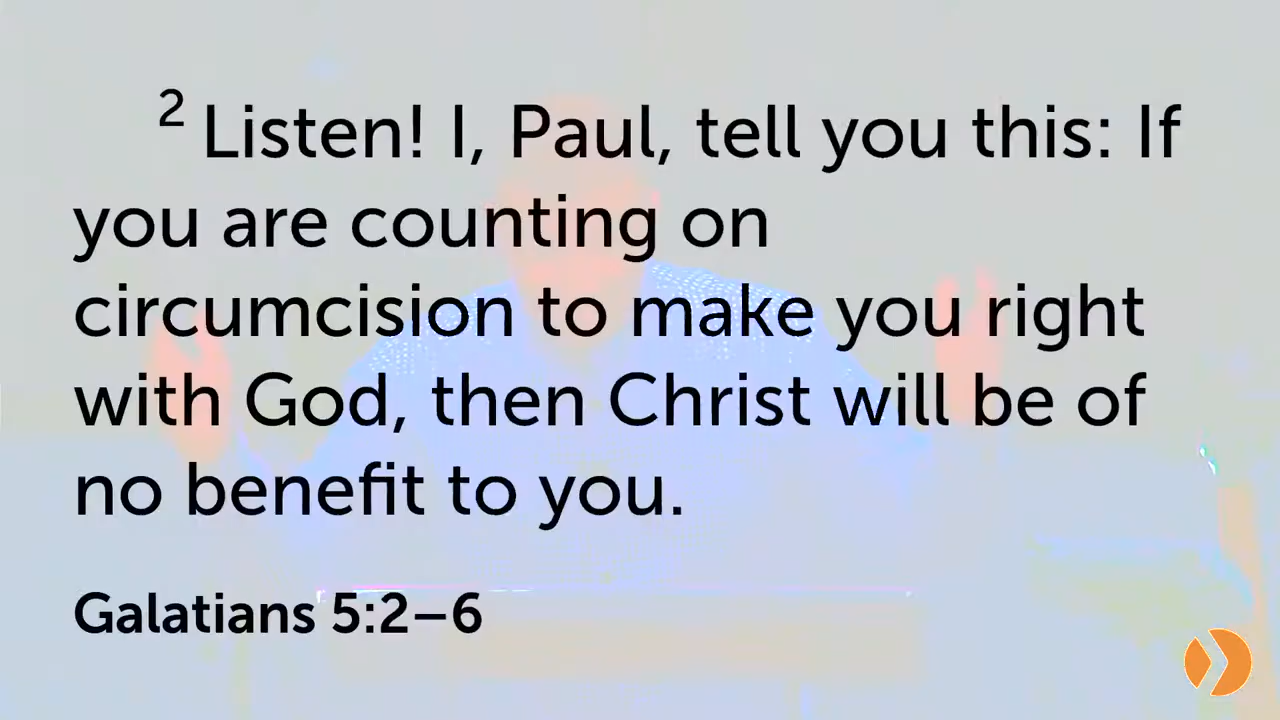 ² Listen! I, Paul, tell you this: If
you are counting on
circumcision to make you right
with God, then Christ will be of
no benefit to you.
Galatians 5:2–6